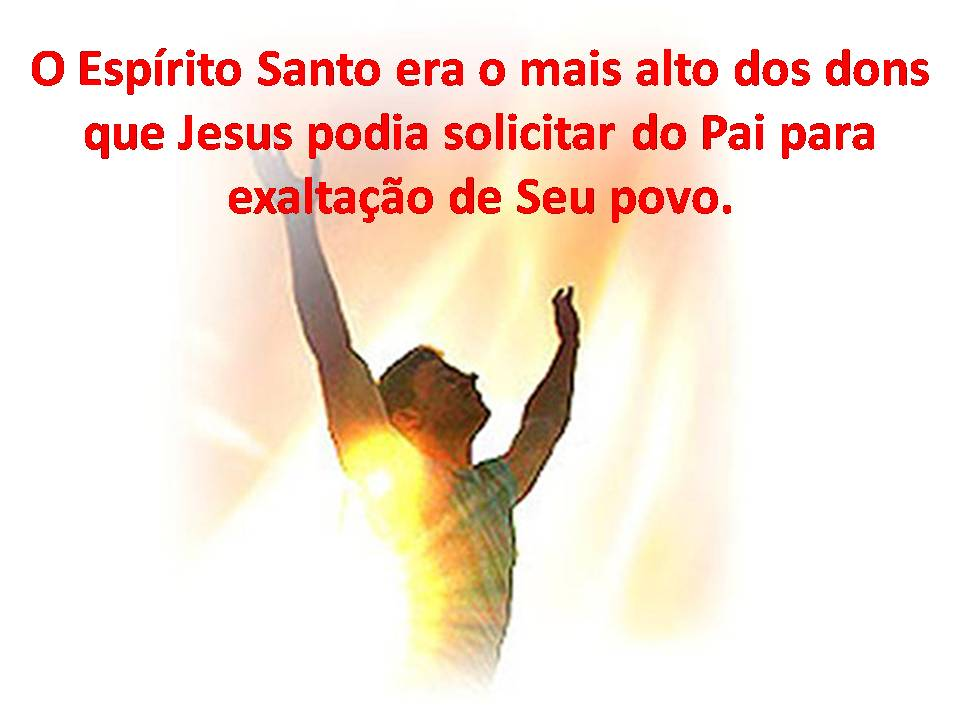 O Espírito Santo era o mais alto dos dons
que Jesus podia solicitar do Pai para
exaltação de Seu povo.